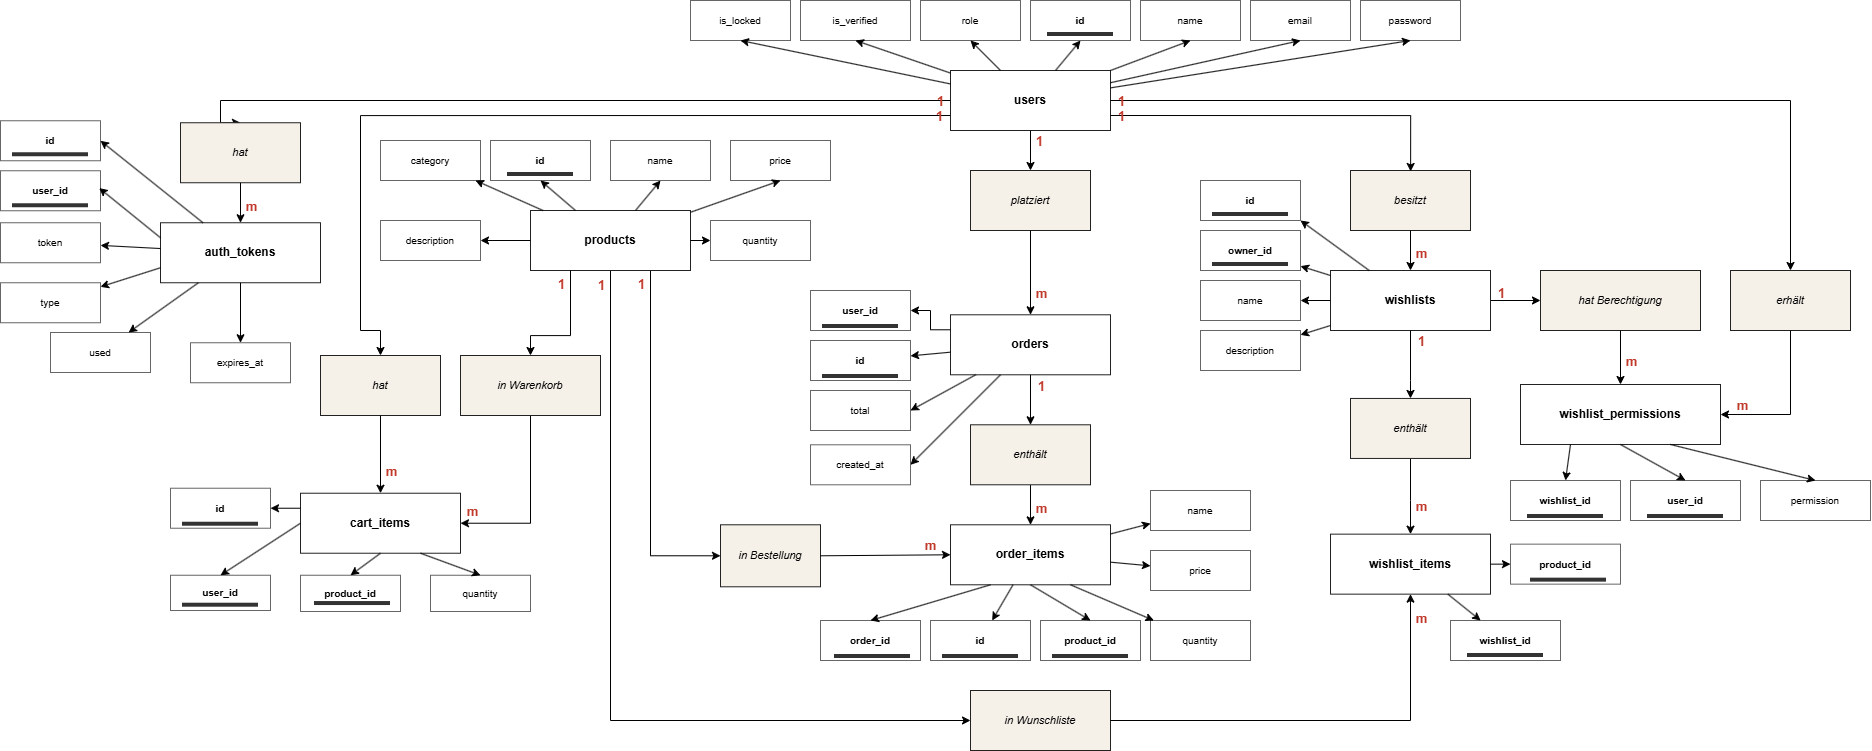 is_locked
is_verified
role
id
name
email
password
users
1
1
1
1
1
id
user_id
token
type
used
expires_at
hat
m
auth_tokens
category
id
name
price
description
products
quantity
1
1
1
platziert
m
besitzt
m
id
owner_id
name
description
wishlists
1
hat Berechtigung
erhält
m
m
1
user_id
id
total
created_at
orders
1
hat
in Warenkorb
enthält
m
enthält
m
wishlist_permissions
wishlist_id
user_id
permission
m
m
id
cart_items
user_id
product_id
quantity
in Bestellung
m
order_items
name
price
order_id
id
product_id
quantity
wishlist_items
product_id
wishlist_id
m
in Wunschliste